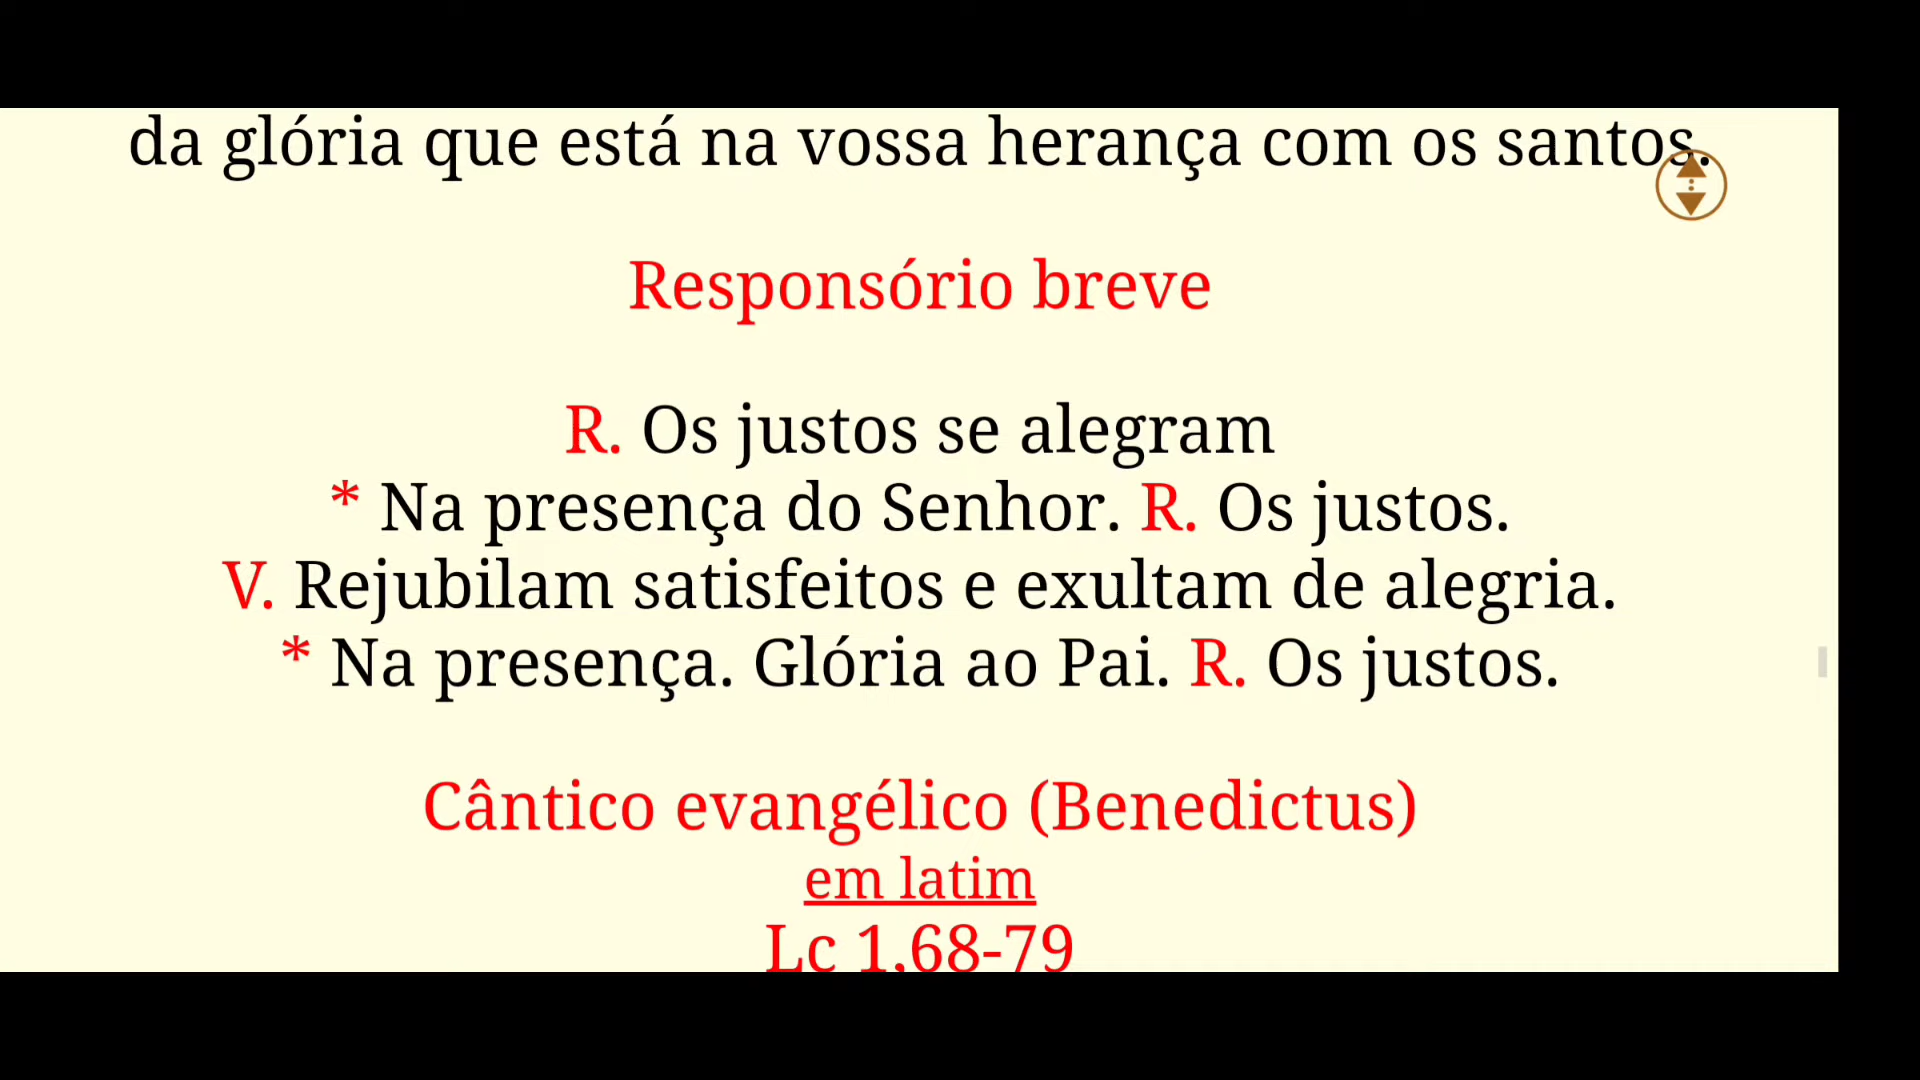 da glória que está na vossa herança com os santos.
Responsório breve
R. Os justos se alegram
* Na presença do Senhor. R. Os justos.
V. Rejubilam satisfeitos e exultam de alegria.
* Na presença. Glória ao Pai. R. Os justos.
Cântico evangélico (Benedictus)
em latim
Lc 1,68-79